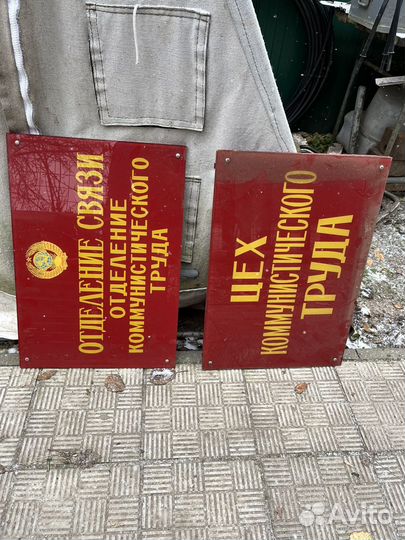 ОТДЕЛЕНИЕ СВЯЗИ
ОТДЕЛЕНИЕ
КОММУНИСТИЧЕСКОГО
ТРУДА
ЦЕХ
КОММУНИСТИЧЕСКОГО
ТРУДА
Avito